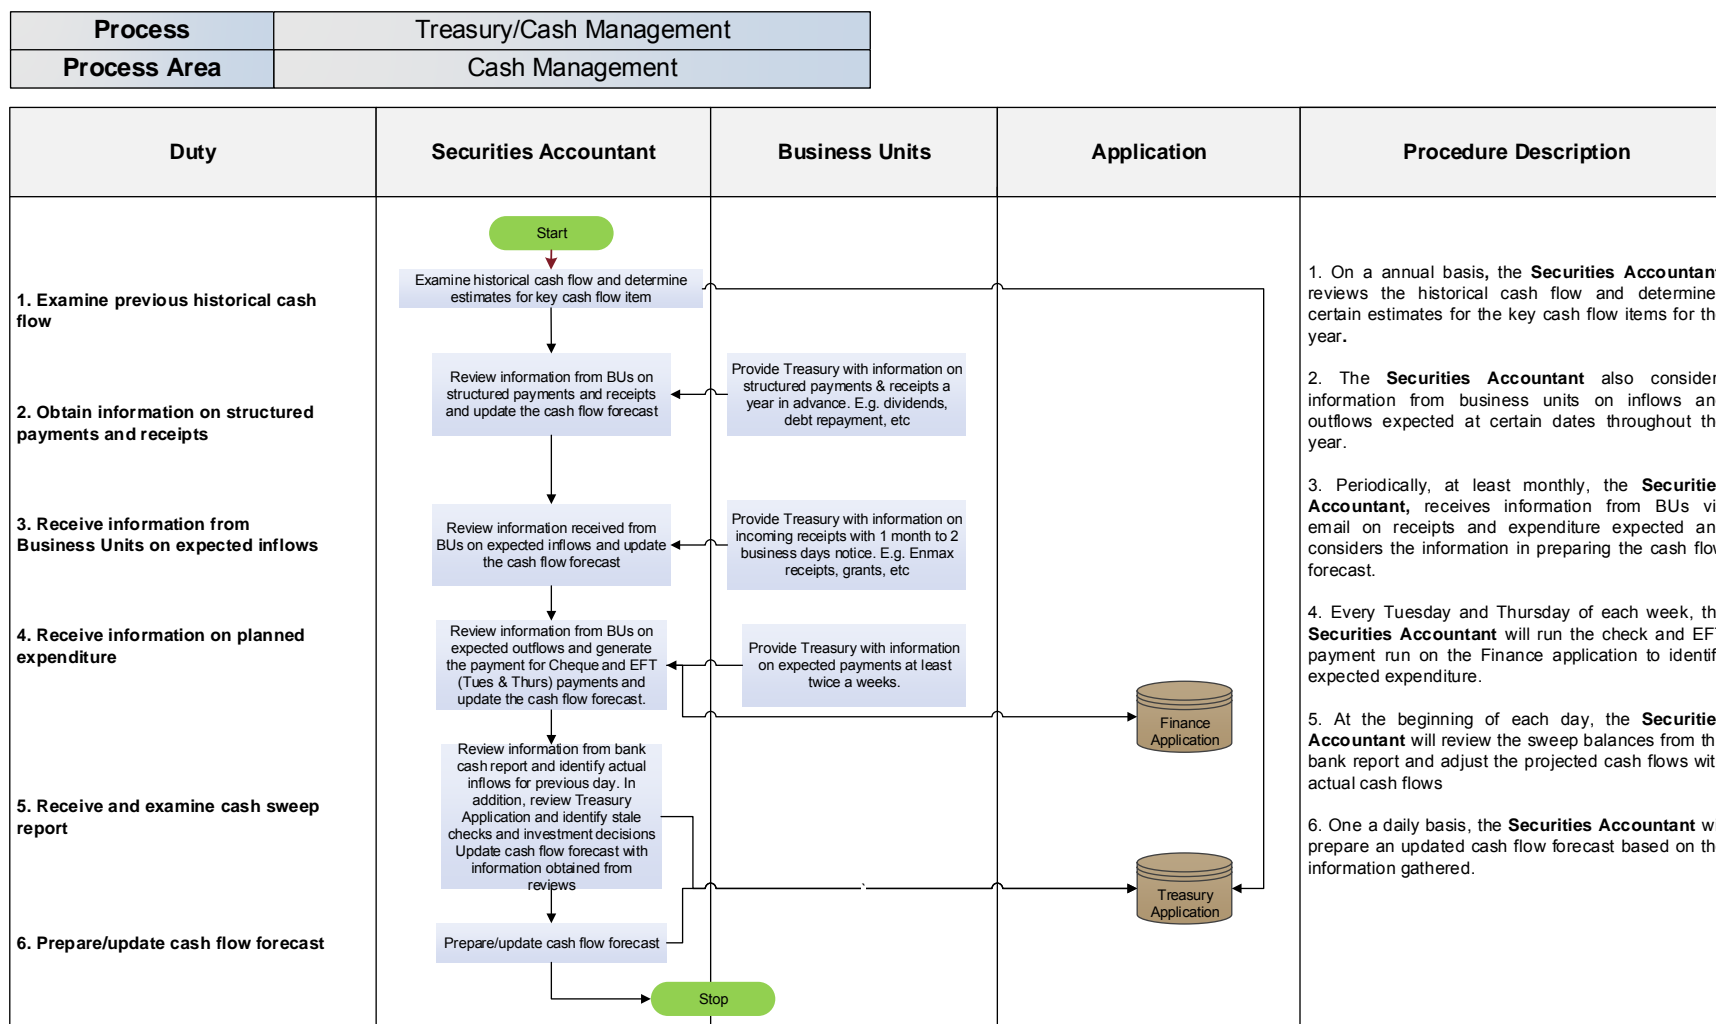 Process
Treasury/Cash Management
Process Area
Cash Management
Duty
Securities Accountant
Business Units
Application
Procedure Description
1. Examine previous historical cash
flow
2. Obtain information on structured
payments and receipts
3. Receive information from
Business Units on expected inflows
4. Receive information on planned
expenditure
5. Receive and examine cash sweep
report
6. Prepare/update cash flow forecast
Start
Examine historical cash flow and determine
estimates for key cash flow item
Review information from BUs on
structured payments and receipts
and update the cash flow forecast
Review information received from
BUs on expected inflows and update
the cash flow forecast
Review information from BUs on
expected outflows and generate
the payment for Cheque and EFT
(Tues & Thurs) payments and
update the cash flow forecast.
Review information from bank
cash report and identify actual
inflows for previous day. In
addition, review Treasury
Application and identify stale
checks and investment decisions
Update cash flow forecast with
information obtained from
reviews
Prepare/update cash flow forecast
Stop
Provide Treasury with information on
structured payments & receipts a
year in advance. E.g. dividends,
debt repayment, etc
Provide Treasury with information on
incoming receipts with 1 month to 2
business days notice. E.g. Enmax
receipts, grants, etc
Provide Treasury with information
on expected payments at least
twice a weeks.
Finance
Application
Treasury
Application
1. On a annual basis, the Securities Accountant
reviews the historical cash flow and determine
certain estimates for the key cash flow items for th
year.
2. The Securities Accountant also consider
information from business units on inflows an
outflows expected at certain dates throughout th
year.
3. Periodically, at least monthly, the Securitie
Accountant, receives information from BUs vi
email on receipts and expenditure expected an
considers the information in preparing the cash flow
forecast.
4. Every Tuesday and Thursday of each week, th
Securities Accountant will run the check and EFT
payment run on the Finance application to identify
expected expenditure.
5. At the beginning of each day, the Securitie
Accountant will review the sweep balances from th
bank report and adjust the projected cash flows wit
actual cash flows
6. One a daily basis, the Securities Accountant w
prepare an updated cash flow forecast based on th
information gathered.